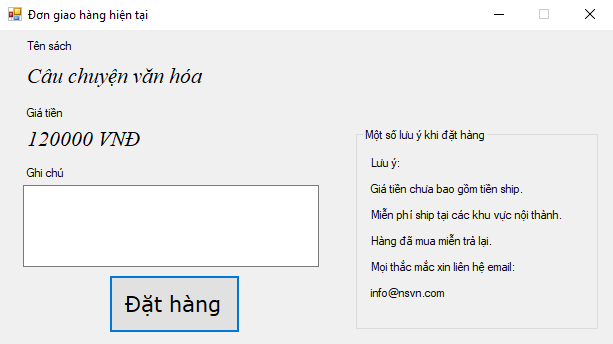 Đơn giao hàng hiện tại
Tên sách
Câu chuyện văn hóa
Giá tiền
120000 VNĐ
Ghi chú
Đặt hàng
Một số lưu ý khi đặt hàng
Lưu ý:
Giá tiền chưa bao gồm tiền ship.
Miễn phí ship tại các khu vực nội thành.
Hàng đã mua miễn trả lại.
Mọi thắc mắc xin liên hệ email:
info@nsvn.com